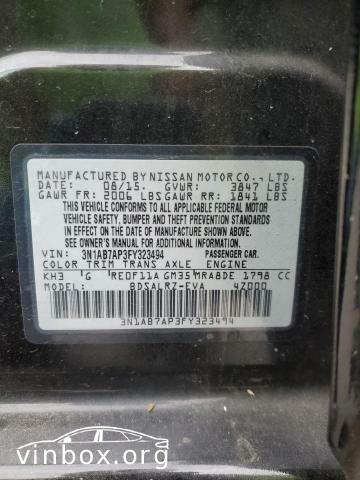 MANUFACTURED BY NISSAN MOTOR CO., LTD.
DATE: 08/15. GVWR: 3847 LBS
GAWR FR: 2006 LBS GAWR RR: 1841 LBS
THIS VEHICLE CONFORMS TO ALL APPLICABLE FEDERAL MOTOR
VEHICLE SAFETY, BUMPER AND THEFT PREVENTION STANDARDS
IN EFFECT ON THE DATE OF MANUFACTURE SHOWN ABOVE.
SEE OWNER'S MANUAL FOR ADDITIONAL INFORMATION.
VIN: 3N1AB7AP3FY323494 PASSENGER CAR.
COLOR TRIM TRANS AXLE ENGINE
KH3 G RE0F11A GM35 MRA8DE 1798 CC
MODEL: BDSALRZ-EVA 47000
3N1AB7AP3FY323494
vinbox.org